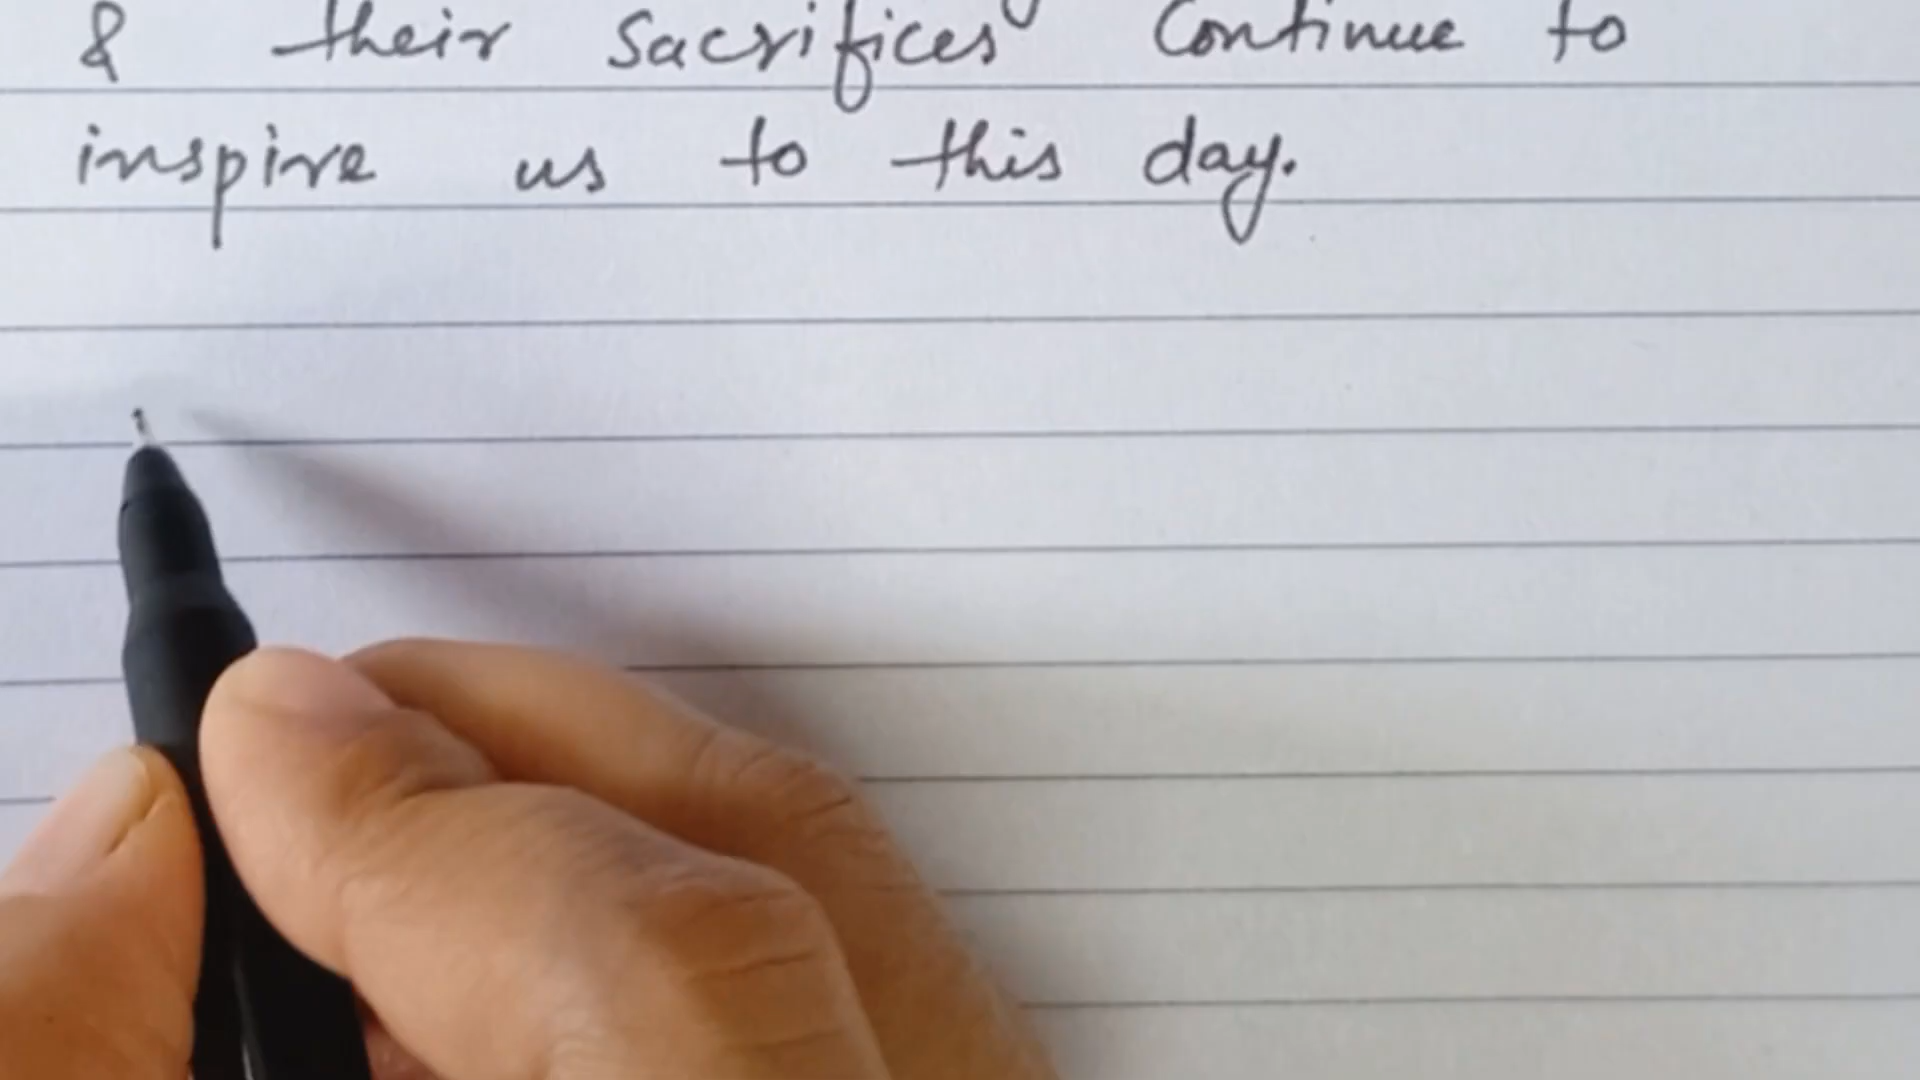 & their sacrifices continue to
inspire us to this day.